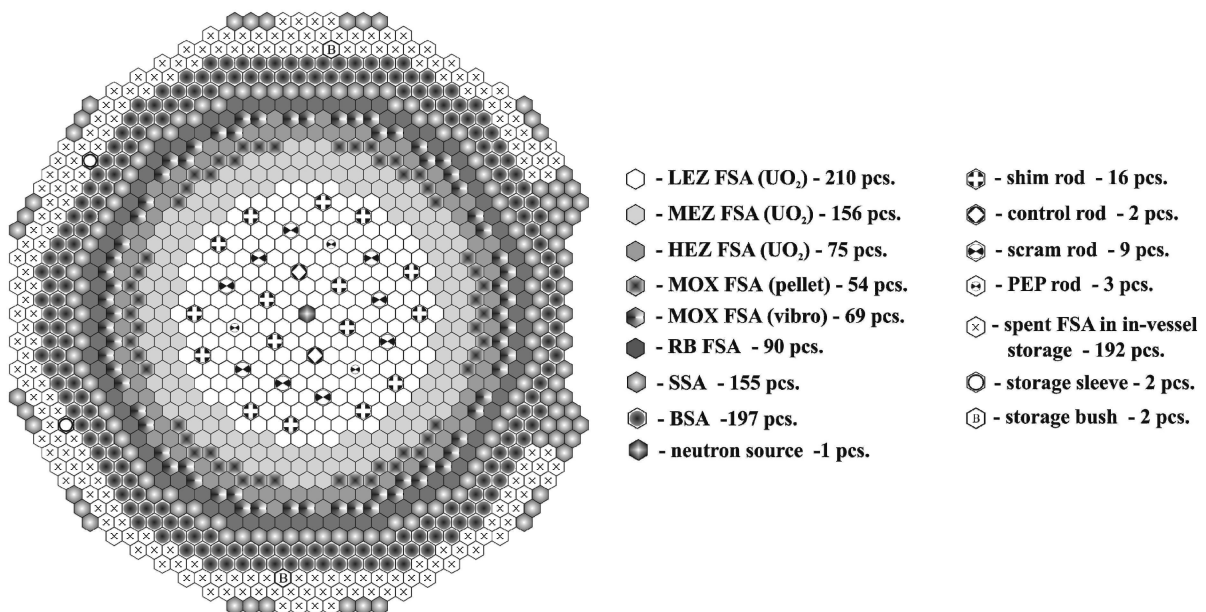 B
B
- LEZ FSA (UO₂) - 210 pcs.
- MEZ FSA (UO₂) - 156 pcs.
- HEZ FSA (UO₂) - 75 pcs.
- MOX FSA (pellet) - 54 pcs.
- MOX FSA (vibro) - 69 pcs.
- RB FSA - 90 pcs.
- SSA - 155 pcs.
- BSA -197 pcs.
- neutron source -1 pcs.
- shim rod - 16 pcs.
- control rod - 2 pcs.
- scram rod - 9 pcs.
- PEP rod - 3 pcs.
- spent FSA in in-vessel
storage - 192 pcs.
- storage sleeve - 2 pcs.
B - storage bush - 2 pcs.